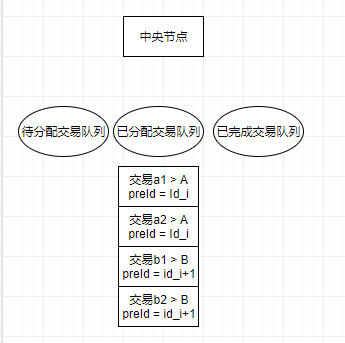 中央节点
待分配交易队列
已分配交易队列
已完成交易队列
交易a1 > A
preId = Id_i
交易a2 > A
preId = Id_i
交易b1 > B
preId = id_i+1
交易b2 > B
preId = id_i+1